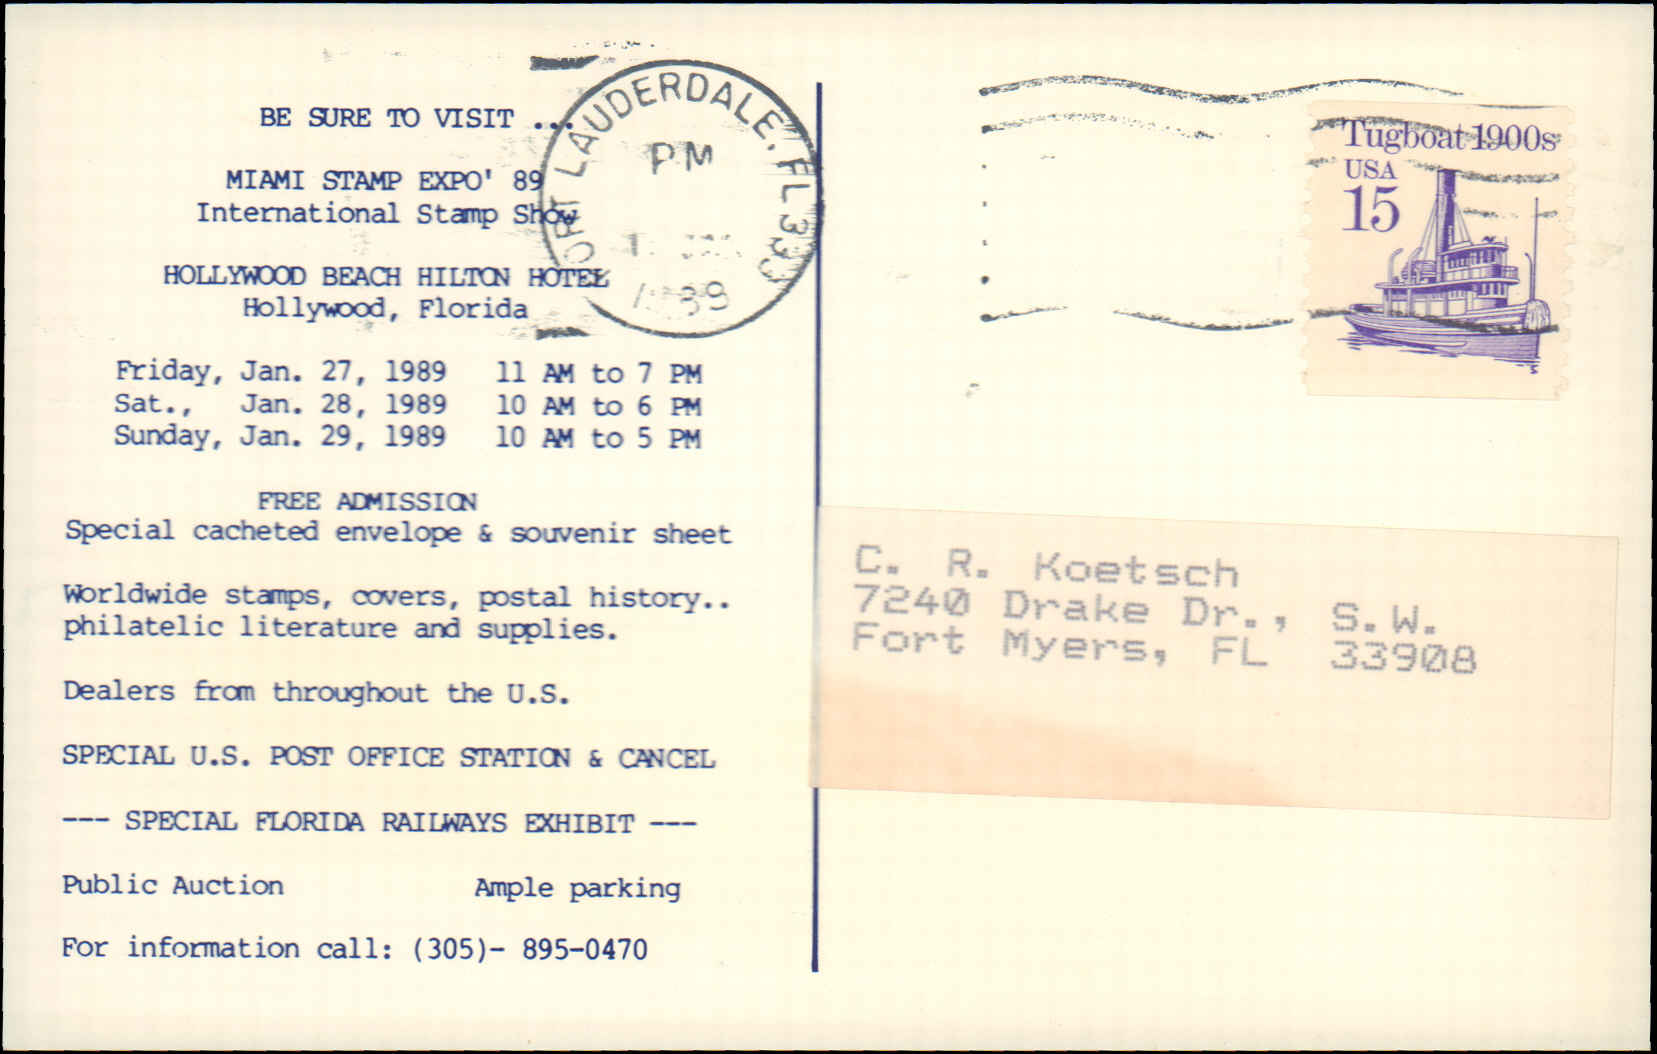 BE SURE TO VISIT ...
MIAMI STAMP EXPO' 89
International Stamp Show
HOLLYWOOD BEACH HILTON HOTEL
Hollywood, Florida
Friday, Jan. 27, 1989 11 AM to 7 PM
Sat., Jan. 28, 1989 10 AM to 6 PM
Sunday, Jan. 29, 1989 10 AM to 5 PM
FREE ADMISSION
Special cacheted envelope & souvenir sheet
Worldwide stamps, covers, postal history..
philatelic literature and supplies.
Dealers from throughout the U.S.
SPECIAL U.S. POST OFFICE STATION & CANCEL
--- SPECIAL FLORIDA RAILWAYS EXHIBIT ---
Public Auction Ample parking
For information call: (305)- 895-0470
FORT LAUDERDALE, FL 333
PM
Tugboat 1900s
USA
15
C. R. Koetsch
7240 Drake Dr., S.W.
Fort Myers, FL 33908